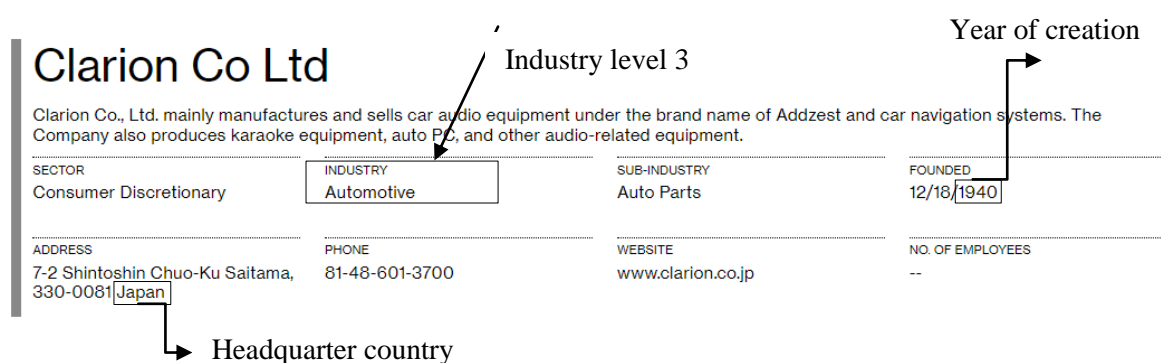 Year of creation
Clarion Co Ltd
Industry level 3
Clarion Co., Ltd. mainly manufactures and sells car audio equipment under the brand name of Addzest and car navigation systems. The
Company also produces karaoke equipment, auto PC, and other audio-related equipment.
SECTOR INDUSTRY SUB-INDUSTRY FOUNDED
Consumer Discretionary Automotive Auto Parts 12/18/1940
ADDRESS PHONE WEBSITE NO. OF EMPLOYEES
7-2 Shintoshin Chuo-Ku Saitama, 81-48-601-3700 www.clarion.co.jp --
330-0081 Japan
Headquarter country